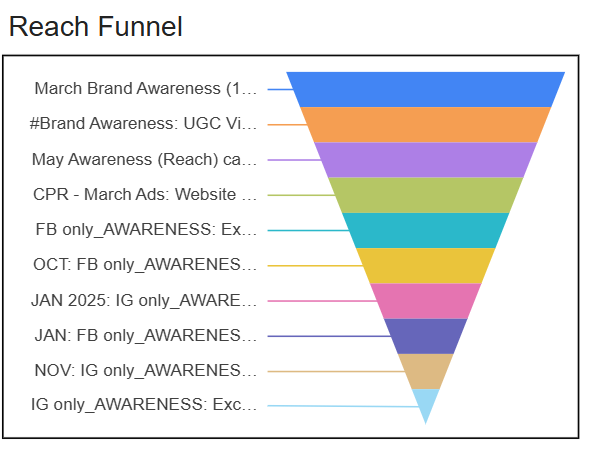 Reach Funnel
March Brand Awareness (1…
#Brand Awareness: UGC Vi…
May Awareness (Reach) ca…
CPR - March Ads: Website …
FB only_AWARENESS: Ex…
OCT: FB only_AWARENES…
JAN 2025: IG only_AWARE…
JAN: FB only_AWARENES…
NOV: IG only_AWARENES…
IG only_AWARENESS: Exc…